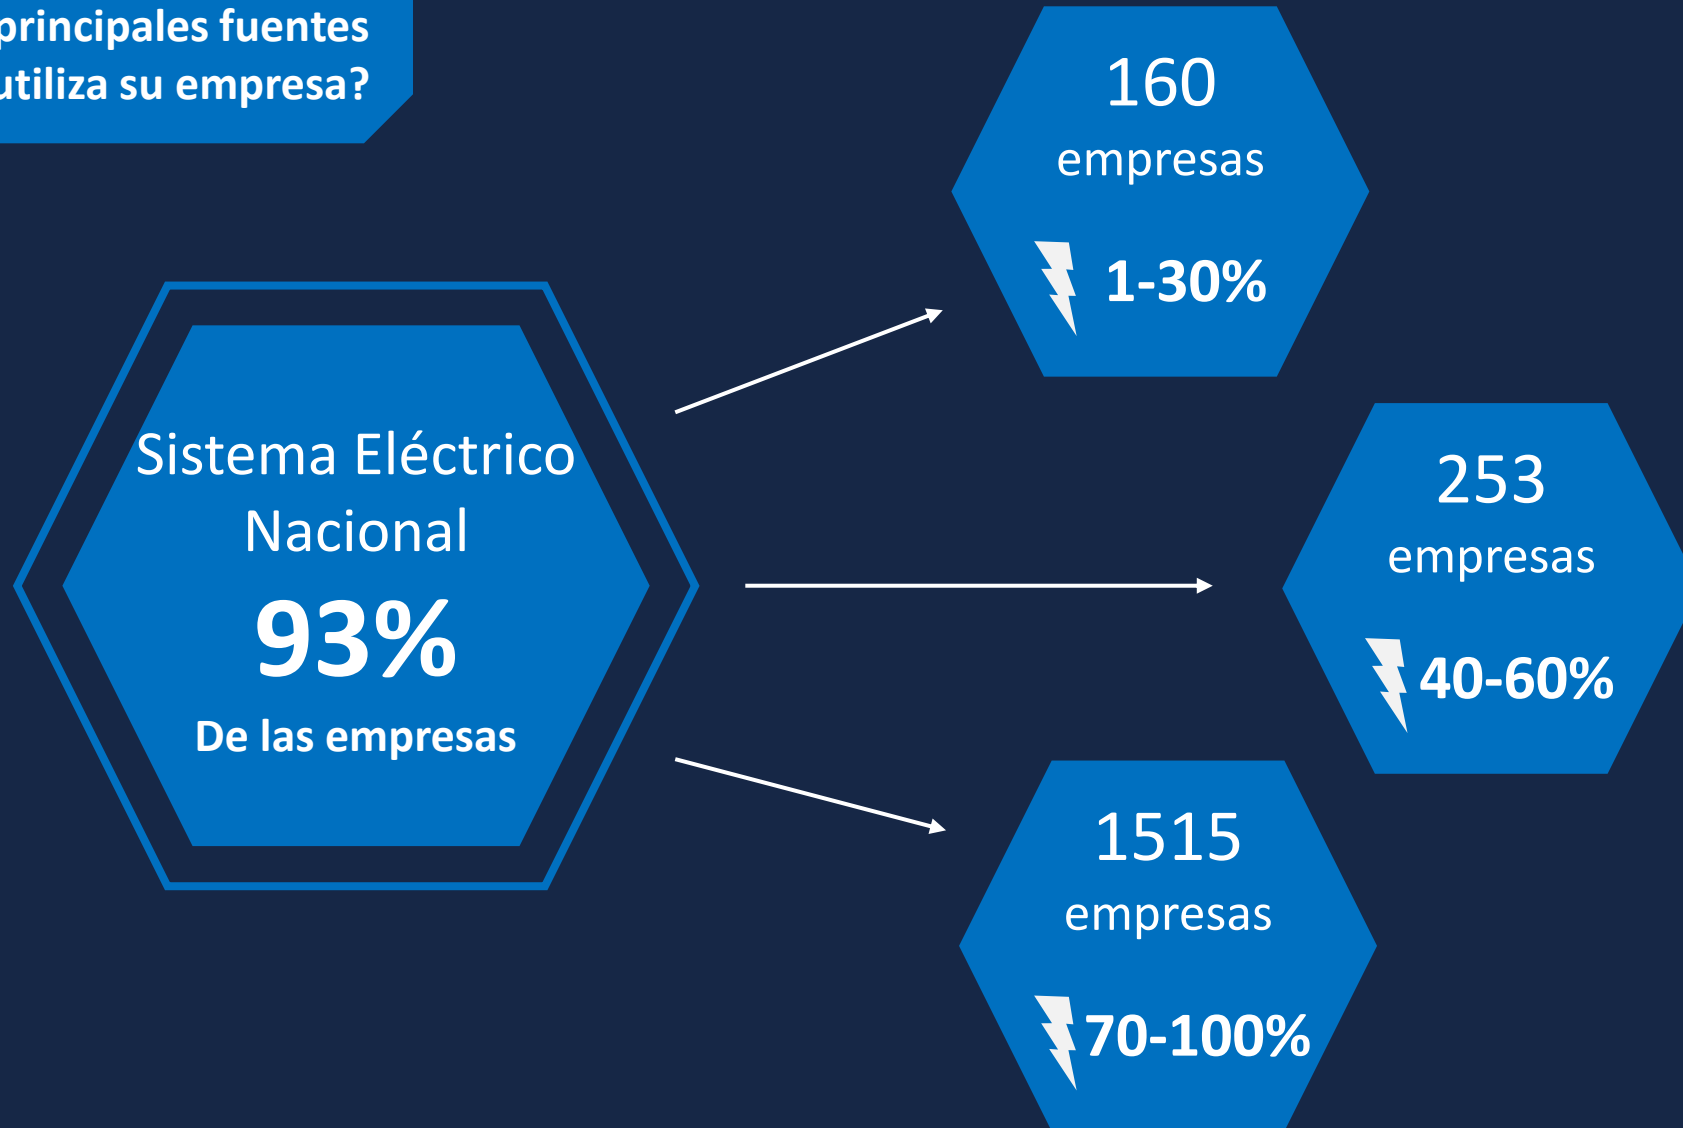 principales fuentes
utiliza su empresa?
Sistema Eléctrico
Nacional
93%
De las empresas
160
empresas
1-30%
253
empresas
40-60%
1515
empresas
70-100%